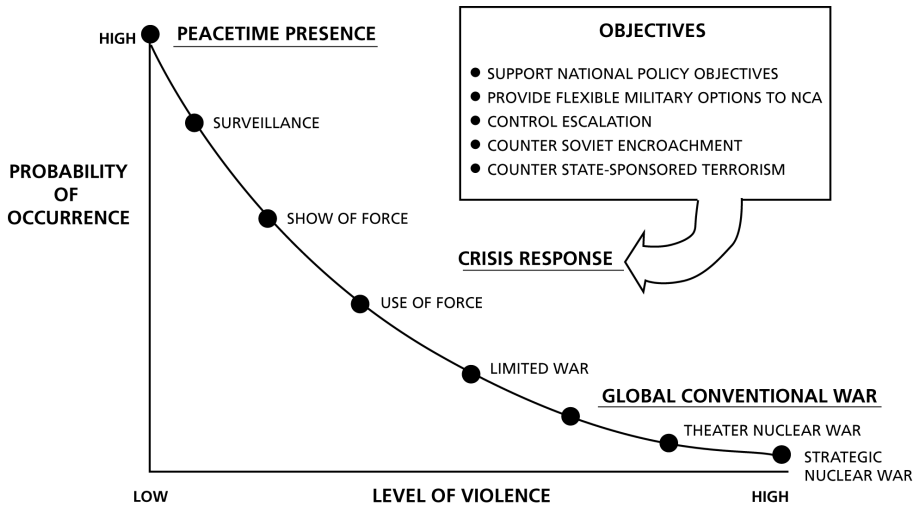 HIGH
PEACETIME PRESENCE
OBJECTIVES
● SUPPORT NATIONAL POLICY OBJECTIVES
● PROVIDE FLEXIBLE MILITARY OPTIONS TO NCA
● CONTROL ESCALATION
● COUNTER SOVIET ENCROACHMENT
● COUNTER STATE-SPONSORED TERRORISM
SURVEILLANCE
PROBABILITY
OF
OCCURRENCE
SHOW OF FORCE
CRISIS RESPONSE
USE OF FORCE
LIMITED WAR
GLOBAL CONVENTIONAL WAR
THEATER NUCLEAR WAR
STRATEGIC
NUCLEAR WAR
LOW
LEVEL OF VIOLENCE
HIGH